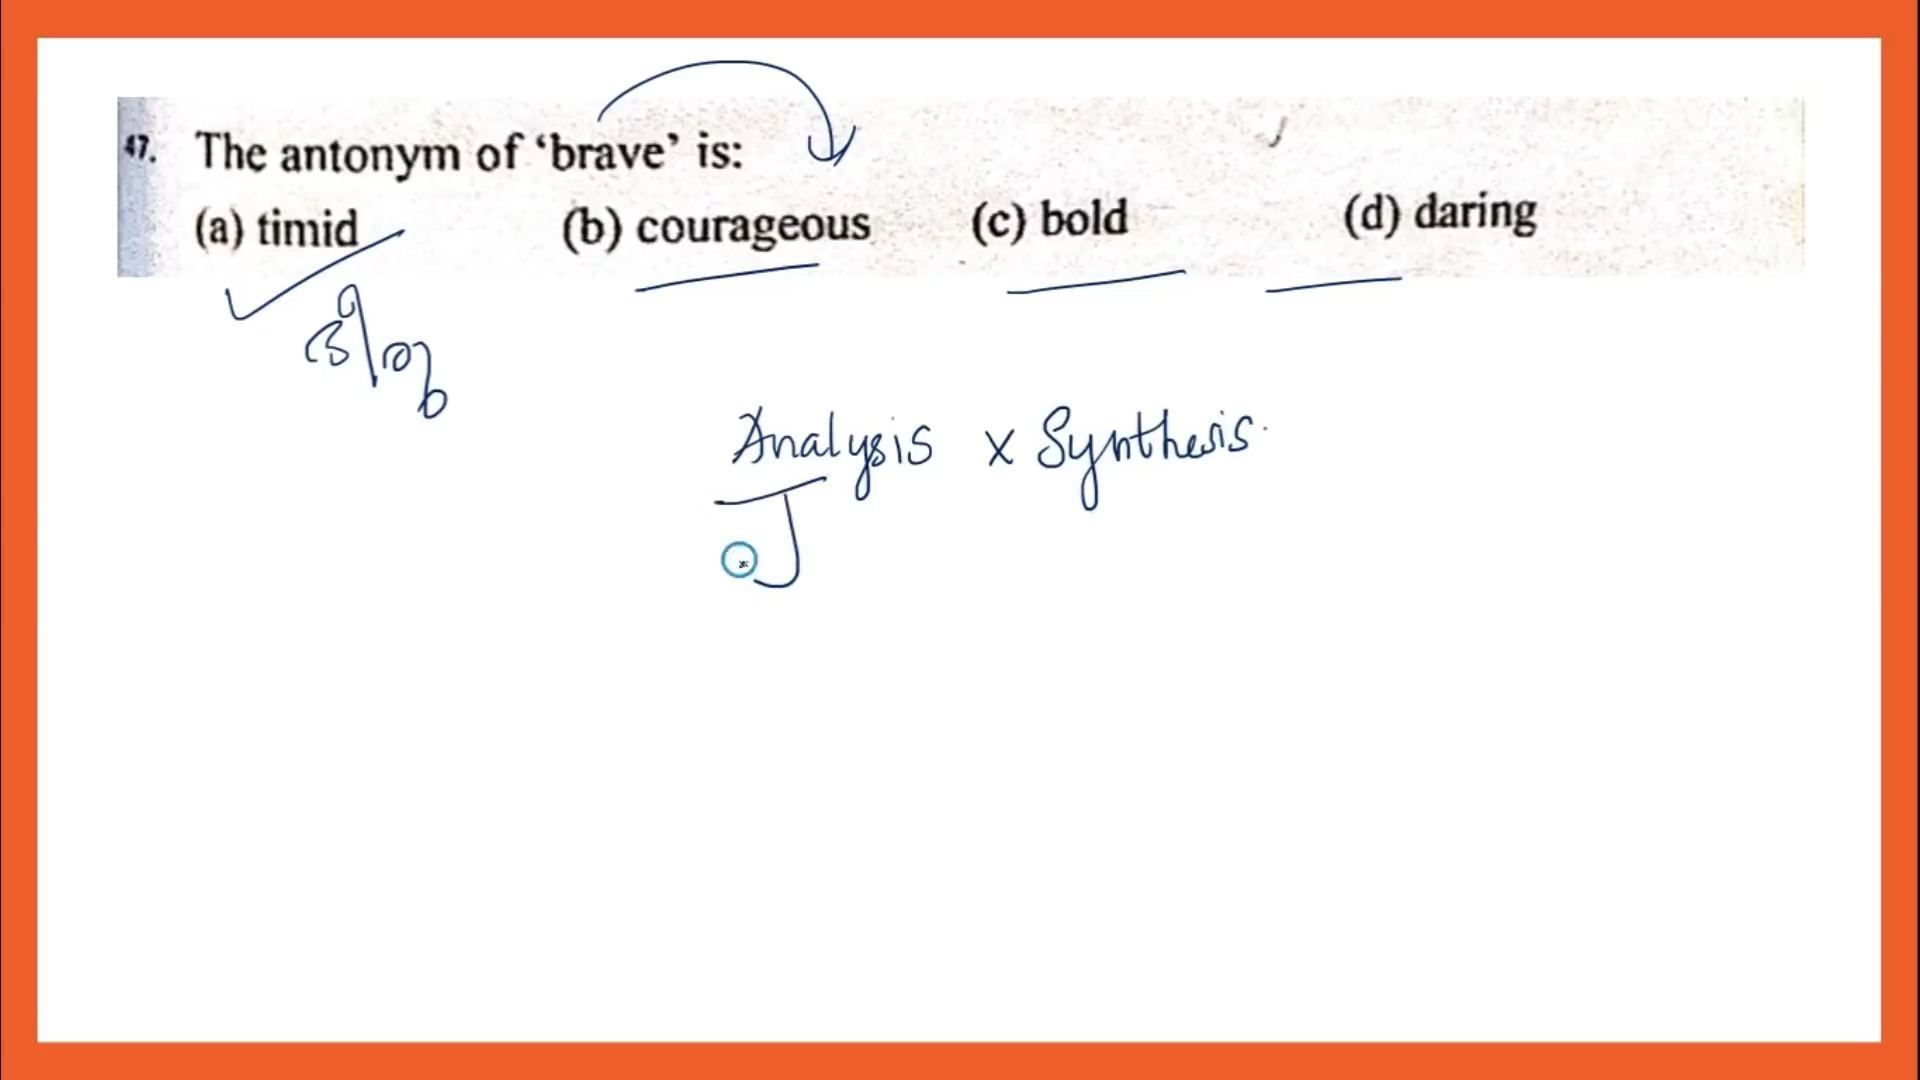 47. The antonym of ‘brave’ is:
(a) timid (b) courageous (c) bold (d) daring
Analysis x Synthesis.